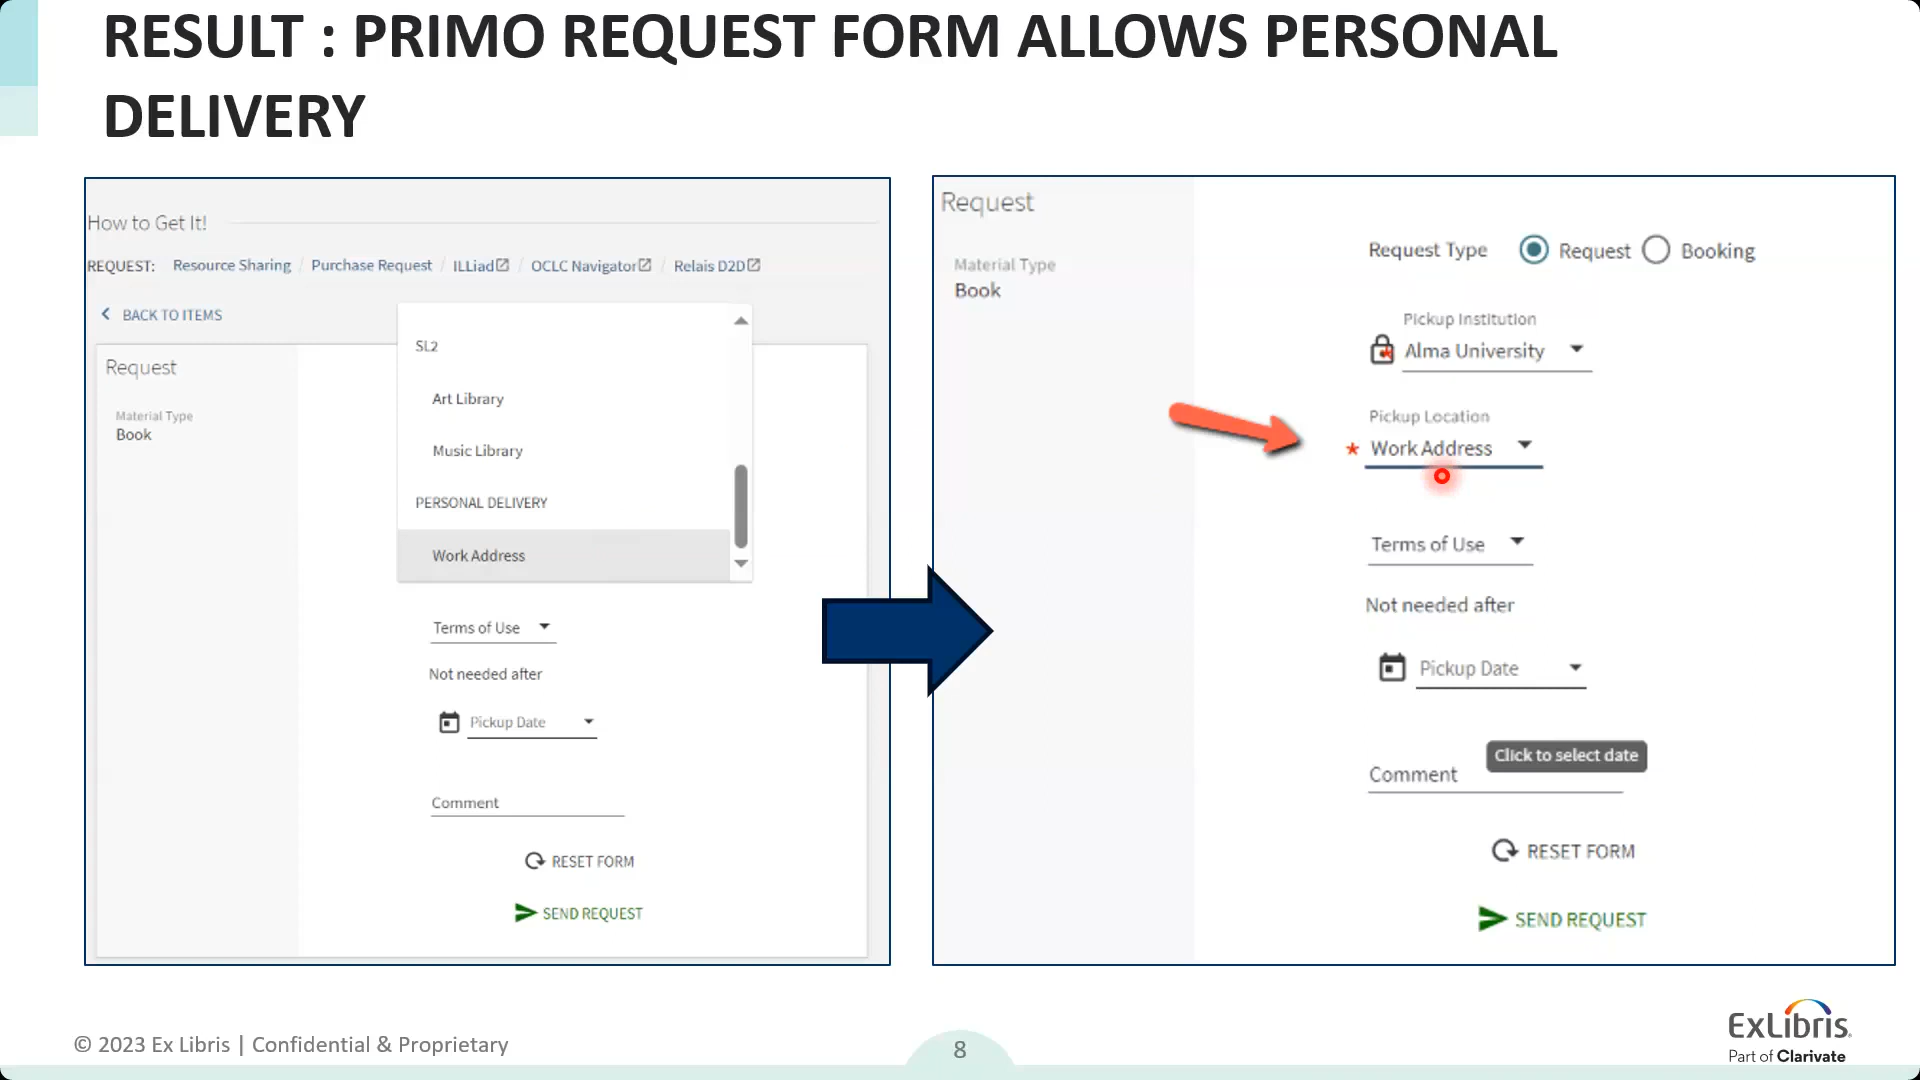 RESULT : PRIMO REQUEST FORM ALLOWS PERSONAL
DELIVERY
How to Get It!
REQUEST: Resource Sharing / Purchase Request / ILLiad / OCLC Navigator / Relais D2D
BACK TO ITEMS
Request
Material Type
Book
SL2
Art Library
Music Library
PERSONAL DELIVERY
Work Address
Terms of Use
Not needed after
Pickup Date
Comment
RESET FORM
SEND REQUEST
Request
Material Type
Book
Request Type Request Booking
Pickup Institution
Alma University
Pickup Location
* Work Address
Terms of Use
Not needed after
Pickup Date
Click to select date
Comment
RESET FORM
SEND REQUEST
© 2023 Ex Libris | Confidential & Proprietary
8
ExLibris
Part of Clarivate